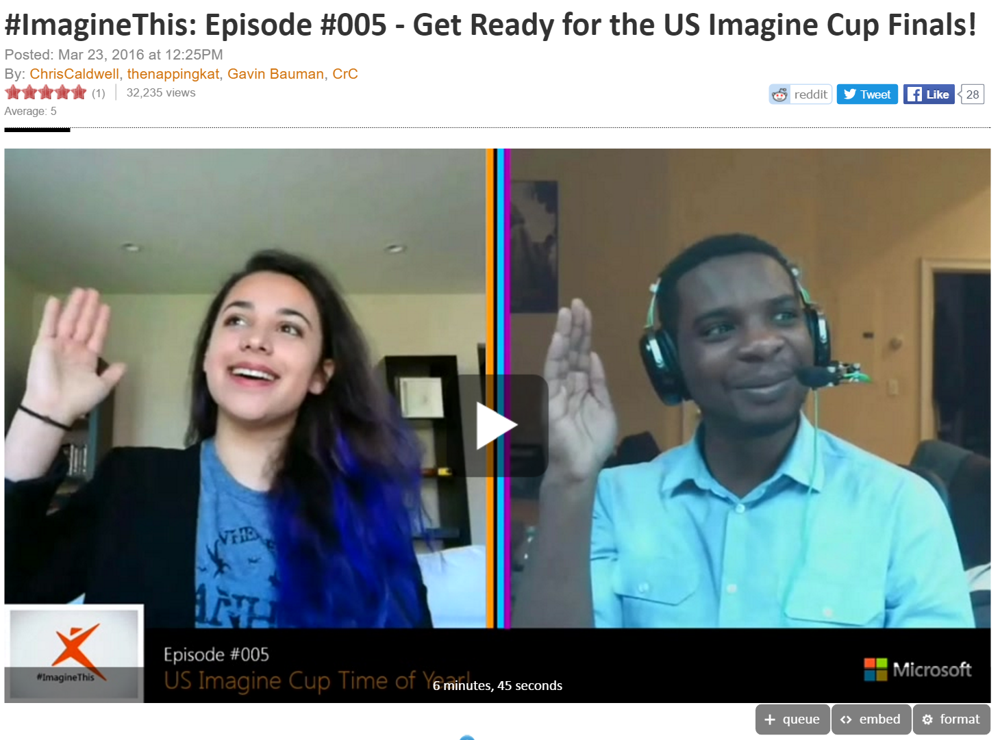 #ImagineThis: Episode #005 - Get Ready for the US Imagine Cup Finals!
Posted: Mar 23, 2016 at 12:25PM
By: ChrisCaldwell, thenappingkat, Gavin Bauman, CrC
(1) 32,235 views
reddit Tweet Like 28
Average: 5
VHE
Episode #005
US Imagine Cup Time of Year!
#ImagineThis
6 minutes, 45 seconds
Microsoft
queue embed format